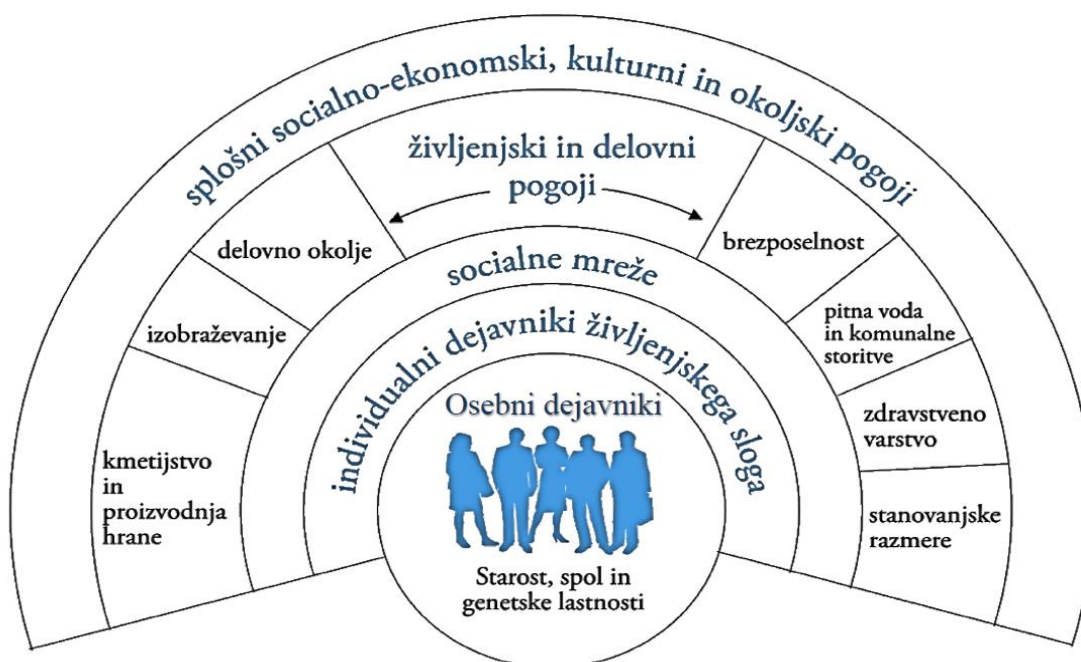 splošni socialno-ekonomski, kulturni in okoljski pogoji
življenjski in delovni
pogoji
delovno okolje
brezposelnost
izobraževanje
pitna voda
in komunalne
storitve
kmetijstvo
in
proizvodnja
hrane
zdravstveno
varstvo
stanovanjske
razmere
socialne mreže
individualni dejavniki življenjskega sloga
Osebni dejavniki
Starost, spol in
genetske lastnosti